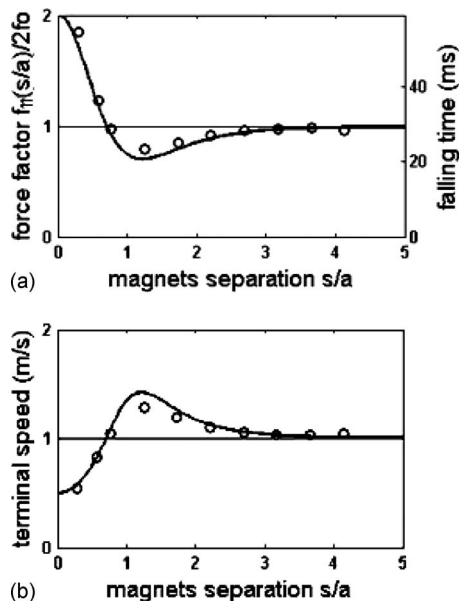 (a)
force factor f_ff(s/a)/2fo
2
1
0
40
20
0
falling time (ms)
0 1 2 3 4 5
magnets separation s/a
(b)
terminal speed (m/s)
2
1
0
0 1 2 3 4 5
magnets separation s/a